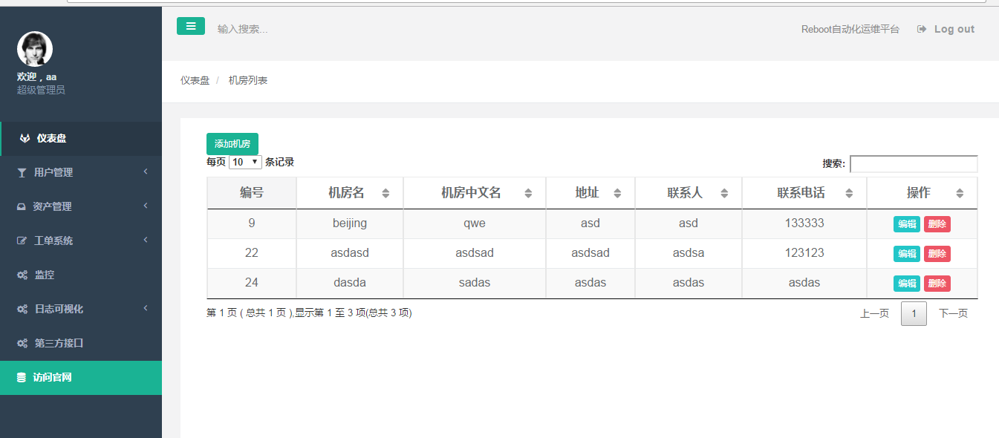 输入搜索...
Reboot自动化运维平台 Log out
欢迎，aa
超级管理员
仪表盘
用户管理
资产管理
工单系统
监控
日志可视化
第三方接口
访问官网
仪表盘 / 机房列表
添加机房
每页 10 条记录
搜索:
编号 机房名 机房中文名 地址 联系人 联系电话 操作
9 beijing qwe asd asd 133333 编辑 删除
22 asdasd asdsad asdsad asdsa 123123 编辑 删除
24 dasda sadas asdas asdas asdas 编辑 删除
第 1 页 ( 总共 1 页 ),显示第 1 至 3 项(总共 3 项)
上一页 1 下一页